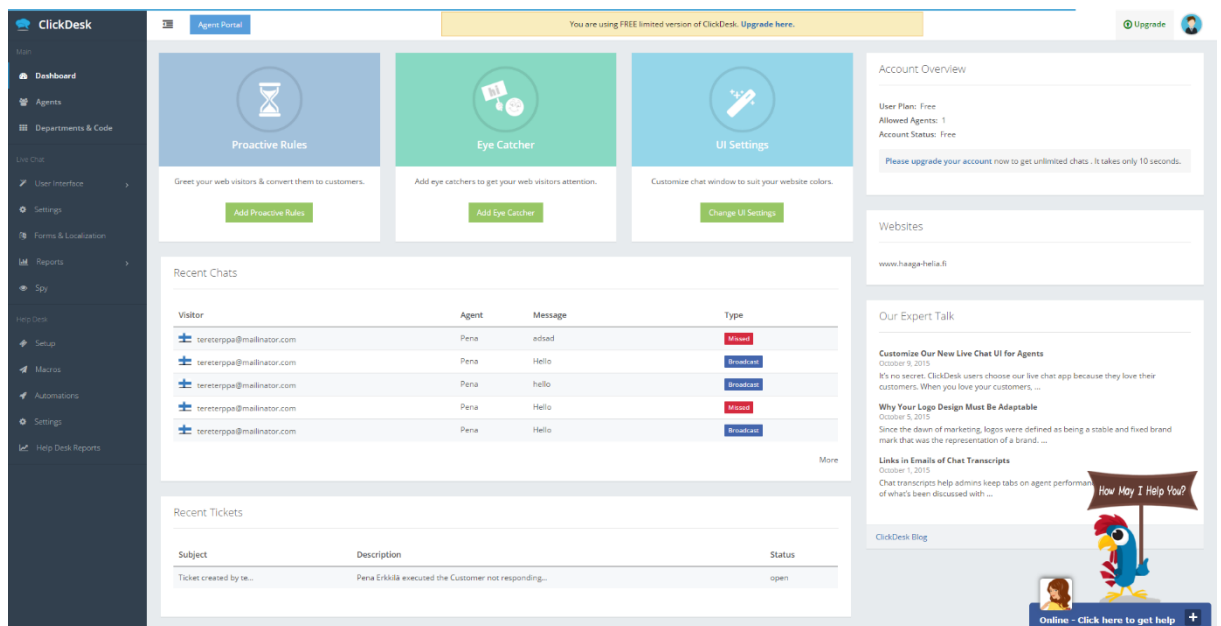 ClickDesk
Agent Portal
You are using FREE limited version of ClickDesk. Upgrade here.
Upgrade
Main
Dashboard
Agents
Departments & Code
Live Chat
User Interface
Settings
Forms & Localization
Reports
Spy
Help Desk
Setup
Macros
Automations
Settings
Help Desk Reports
hi
Proactive Rules
Greet your web visitors & convert them to customers.
Add Proactive Rules
Eye Catcher
Add eye catchers to get your web visitors attention.
Add Eye Catcher
UI Settings
Customize chat window to suit your website colors.
Change UI Settings
Recent Chats
Visitor Agent Message Type
tereterppa@mailinator.com Pena adsad Missed
tereterppa@mailinator.com Pena Hello Broadcast
tereterppa@mailinator.com Pena hello Broadcast
tereterppa@mailinator.com Pena Hello Missed
tereterppa@mailinator.com Pena Hello Broadcast
More
Recent Tickets
Subject Description Status
Ticket created by te... Pena Erkkilä executed the Customer not responding... open
Account Overview
User Plan: Free
Allowed Agents: 1
Account Status: Free
Please upgrade your account now to get unlimited chats . It takes only 10 seconds.
Websites
www.haaga-helia.fi
Our Expert Talk
Customize Our New Live Chat UI for Agents
October 9, 2015
It's no secret. ClickDesk users choose our live chat app because they love their
customers. When you love your customers, ...
Why Your Logo Design Must Be Adaptable
October 5, 2015
Since the dawn of marketing, logos were defined as being a stable and fixed brand
mark that was the representation of a brand. ...
Links in Emails of Chat Transcripts
October 1, 2015
Chat transcripts help admins keep tabs on agent performan
of what's been discussed with ...
ClickDesk Blog
How May I Help You?
Online - Click here to get help +